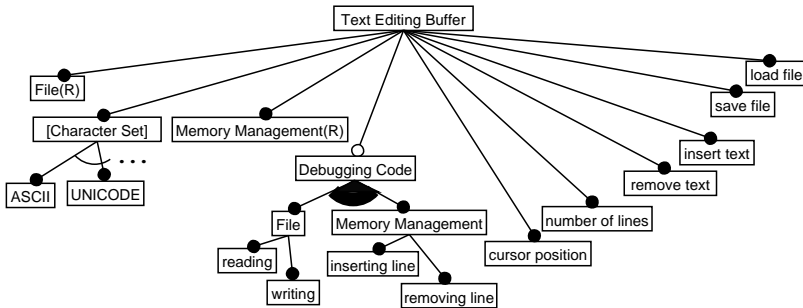 Text Editing Buffer
load file
File(R)
save file
[Character Set]
Memory Management(R)
insert text
...
Debugging Code
remove text
ASCII
UNICODE
File
Memory Management
number of lines
cursor position
reading
inserting line
writing
removing line